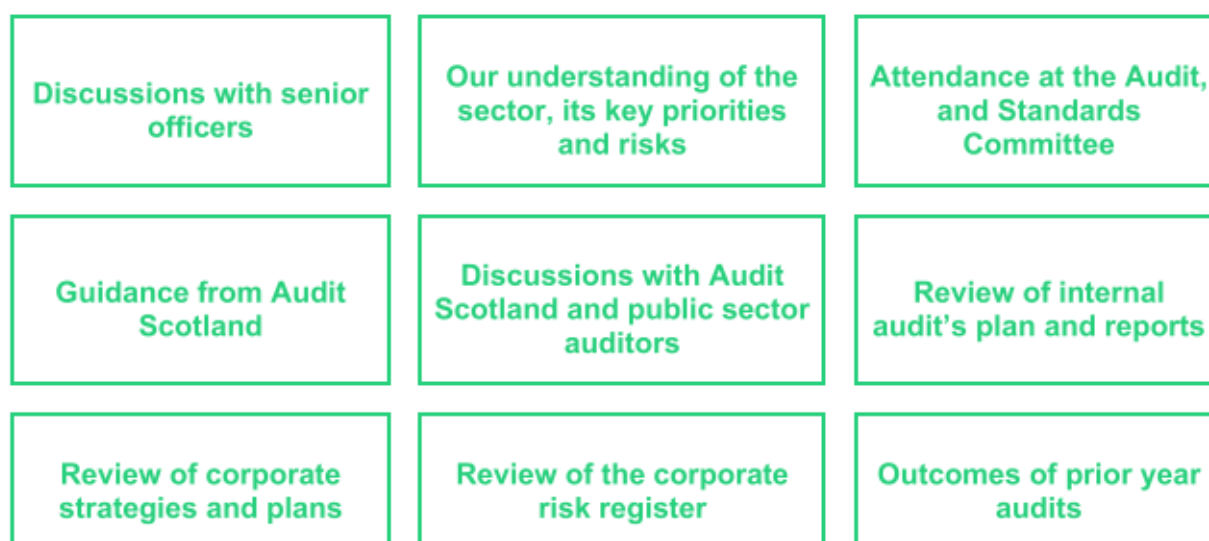 Discussions with senior
officers
Our understanding of the
sector, its key priorities
and risks
Attendance at the Audit,
and Standards
Committee
Guidance from Audit
Scotland
Discussions with Audit
Scotland and public sector
auditors
Review of internal
audit’s plan and reports
Review of corporate
strategies and plans
Review of the corporate
risk register
Outcomes of prior year
audits